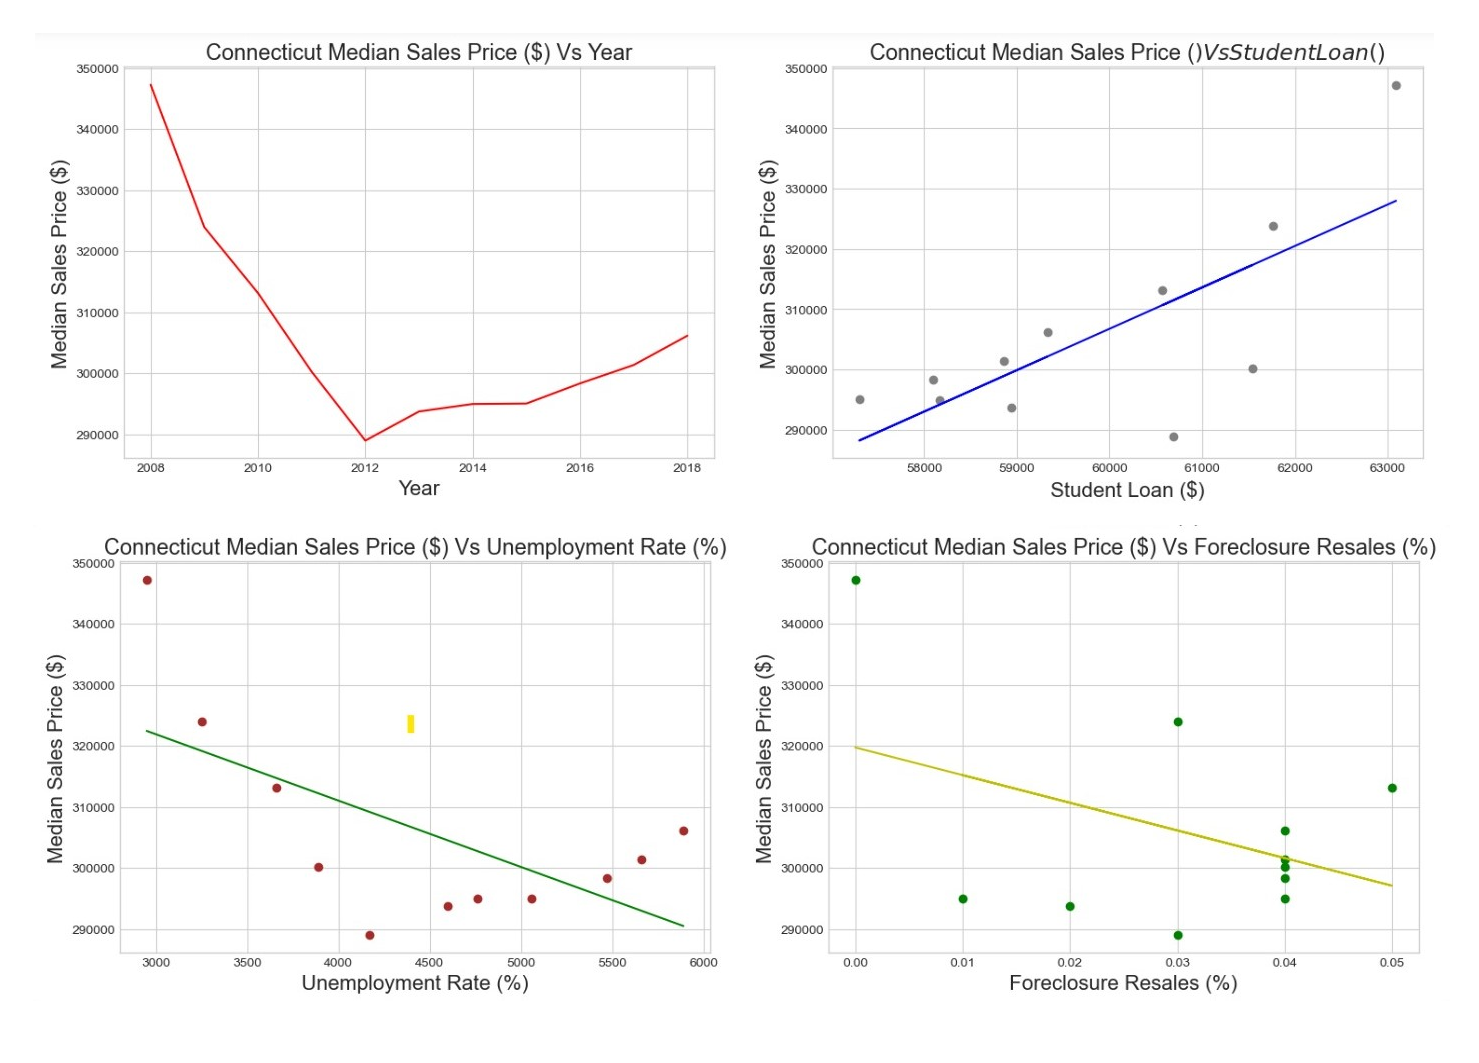 Connecticut Median Sales Price ($) Vs Year
350000
340000
330000
320000
310000
300000
290000
Median Sales Price ($)
2008 2010 2012 2014 2016 2018
Year
Connecticut Median Sales Price ()VsStudentLoan()
350000
340000
330000
320000
310000
300000
290000
Median Sales Price ($)
58000 59000 60000 61000 62000 63000
Student Loan ($)
Connecticut Median Sales Price ($) Vs Unemployment Rate (%)
350000
340000
330000
320000
310000
300000
290000
Median Sales Price ($)
3000 3500 4000 4500 5000 5500 6000
Unemployment Rate (%)
Connecticut Median Sales Price ($) Vs Foreclosure Resales (%)
350000
340000
330000
320000
310000
300000
290000
Median Sales Price ($)
0.00 0.01 0.02 0.03 0.04 0.05
Foreclosure Resales (%)